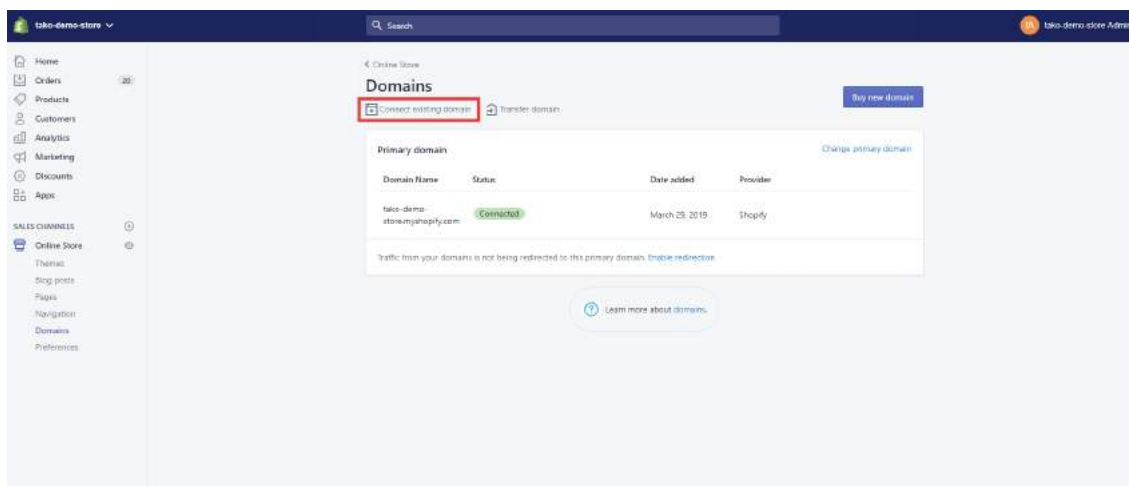 tako-demo-store
Search
tako-demo-store Admin
Home
Orders 20
Products
Customers
Analytics
Marketing
Discounts
Apps
SALES CHANNELS
Online Store
Themes
Blog posts
Pages
Navigation
Domains
Preferences
Online Store
Domains
Connect existing domain
Transfer domain
Buy new domain
Primary domain
Change primary domain
Domain Name Status Date added Provider
tako-demo-
store.myshopify.com
Connected
March 29, 2019
Shopify
Traffic from your domains is not being redirected to this primary domain. Enable redirection
Learn more about domains.